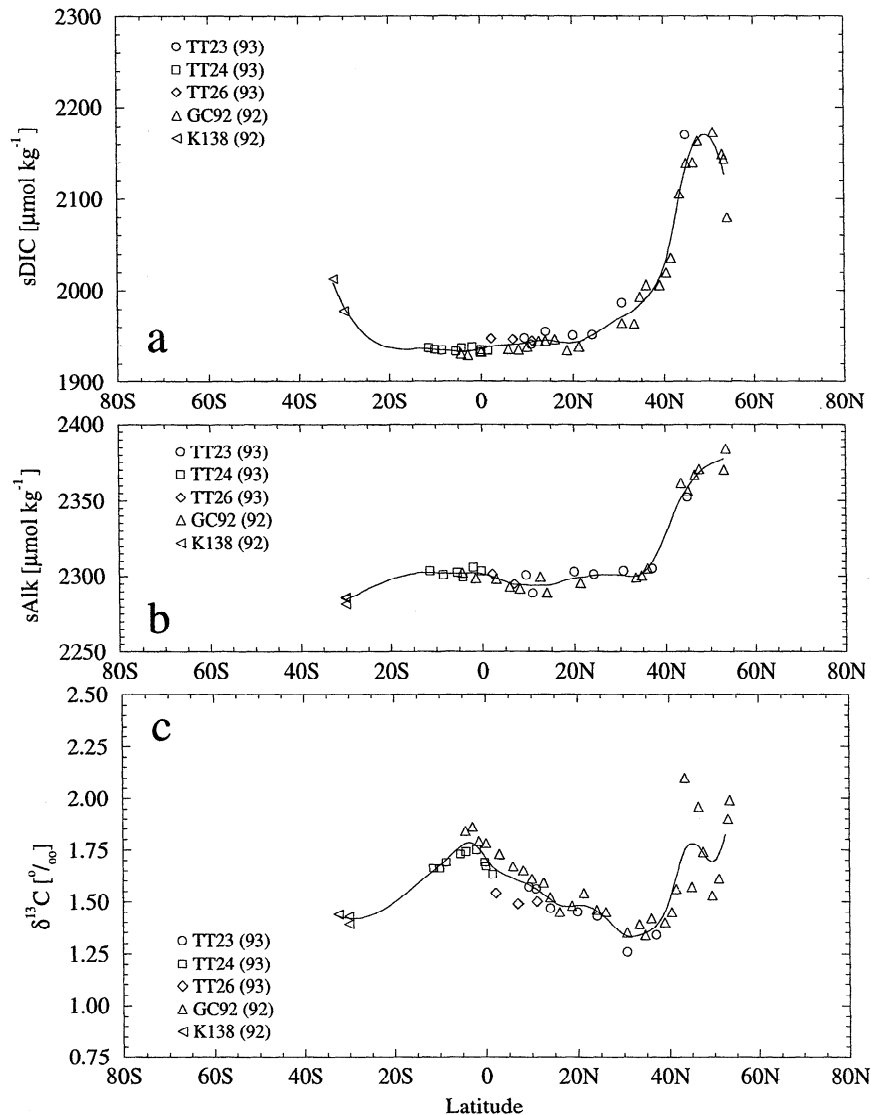 2300
2200
2100
2000
1900
sDIC [µmol kg⁻¹]
TT23 (93)
TT24 (93)
TT26 (93)
GC92 (92)
K138 (92)
a
80S 60S 40S 20S 0 20N 40N 60N 80N
2400
2350
2300
2250
sAlk [µmol kg⁻¹]
TT23 (93)
TT24 (93)
TT26 (93)
GC92 (92)
K138 (92)
b
80S 60S 40S 20S 0 20N 40N 60N 80N
2.50
2.25
2.00
1.75
1.50
1.25
1.00
0.75
δ¹³C [⁰/₀₀]
c
TT23 (93)
TT24 (93)
TT26 (93)
GC92 (92)
K138 (92)
80S 60S 40S 20S 0 20N 40N 60N 80N
Latitude